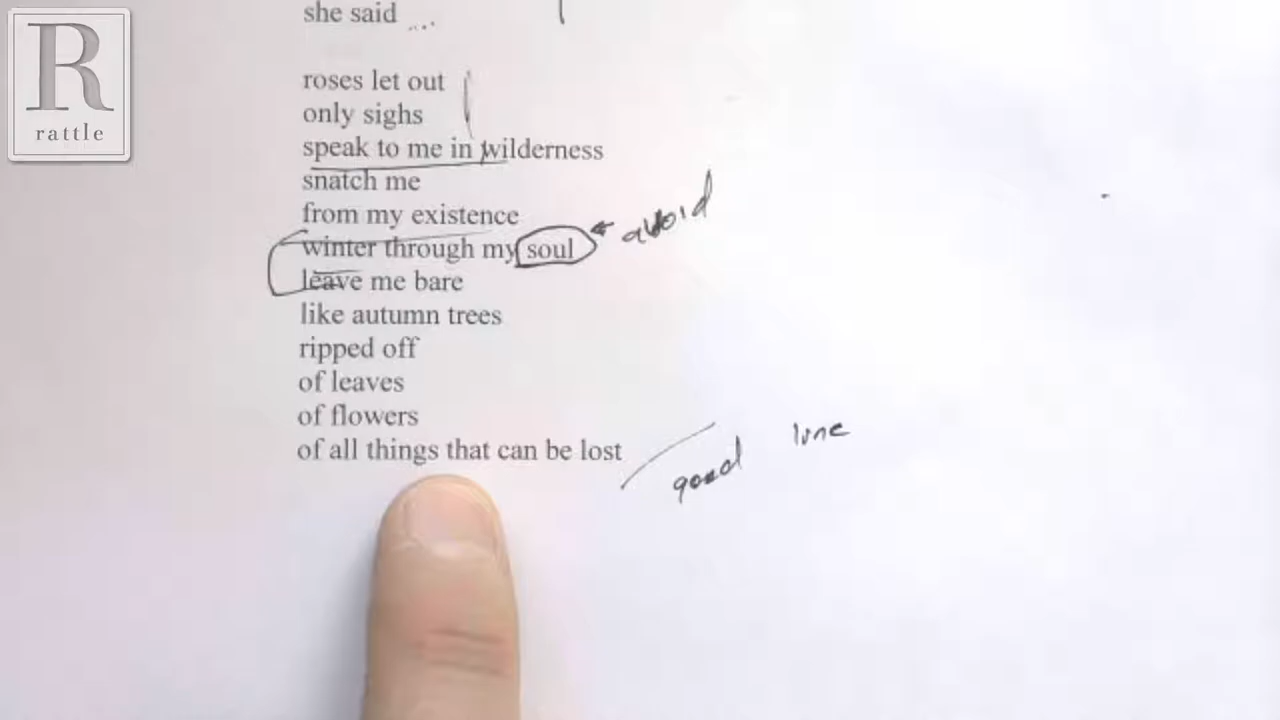 R
rattle
she said ....
roses let out
only sighs
speak to me in wilderness
snatch me
from my existence
winter through my soul
avoid
leave me bare
like autumn trees
ripped off
of leaves
of flowers
of all things that can be lost
good line